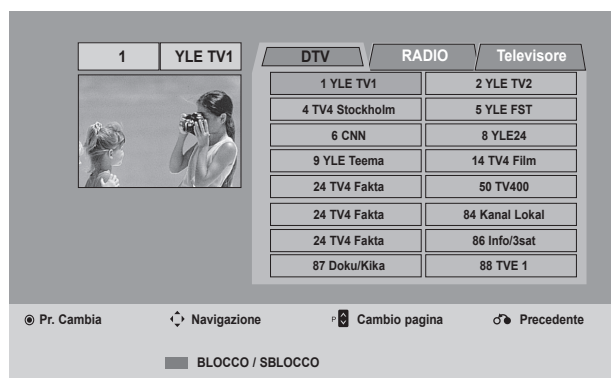 1 YLE TV1
DTV RADIO Televisore
1 YLE TV1 2 YLE TV2
4 TV4 Stockholm 5 YLE FST
6 CNN 8 YLE24
9 YLE Teema 14 TV4 Film
24 TV4 Fakta 50 TV400
24 TV4 Fakta 84 Kanal Lokal
24 TV4 Fakta 86 Info/3sat
87 Doku/Kika 88 TVE 1
Pr. Cambia Navigazione P Cambio pagina Precedente
BLOCCO / SBLOCCO